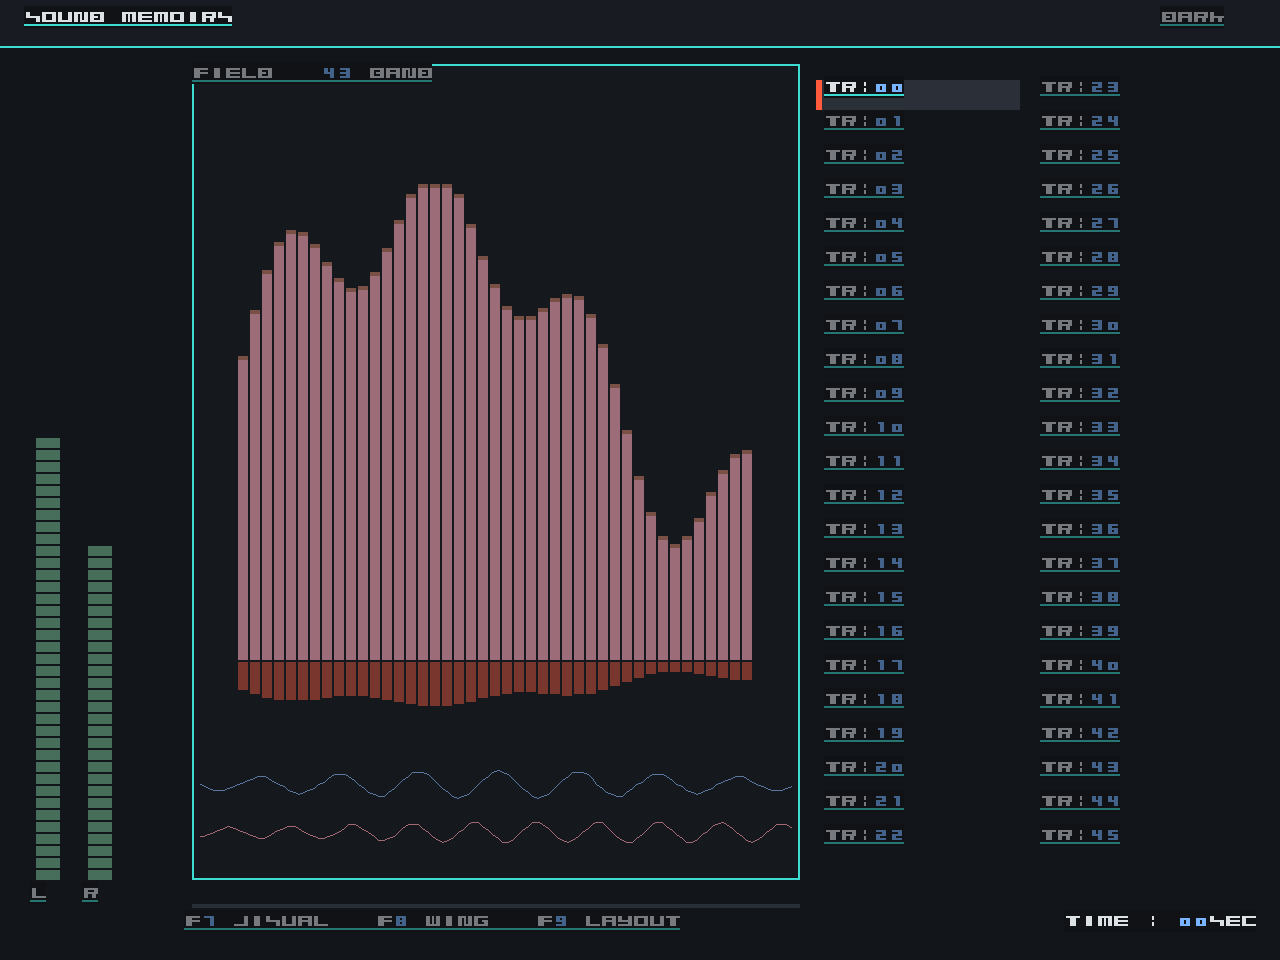 SOUND MEMOIRS
DARK
FIELD 43 BAND
TR:00
TR:01
TR:02
TR:03
TR:04
TR:05
TR:06
TR:07
TR:08
TR:09
TR:10
TR:11
TR:12
TR:13
TR:14
TR:15
TR:16
TR:17
TR:18
TR:19
TR:20
TR:21
TR:22
TR:23
TR:24
TR:25
TR:26
TR:27
TR:28
TR:29
TR:30
TR:31
TR:32
TR:33
TR:34
TR:35
TR:36
TR:37
TR:38
TR:39
TR:40
TR:41
TR:42
TR:43
TR:44
TR:45
L R
F7 VISUAL F8 WING F9 LAYOUT
TIME : 00SEC